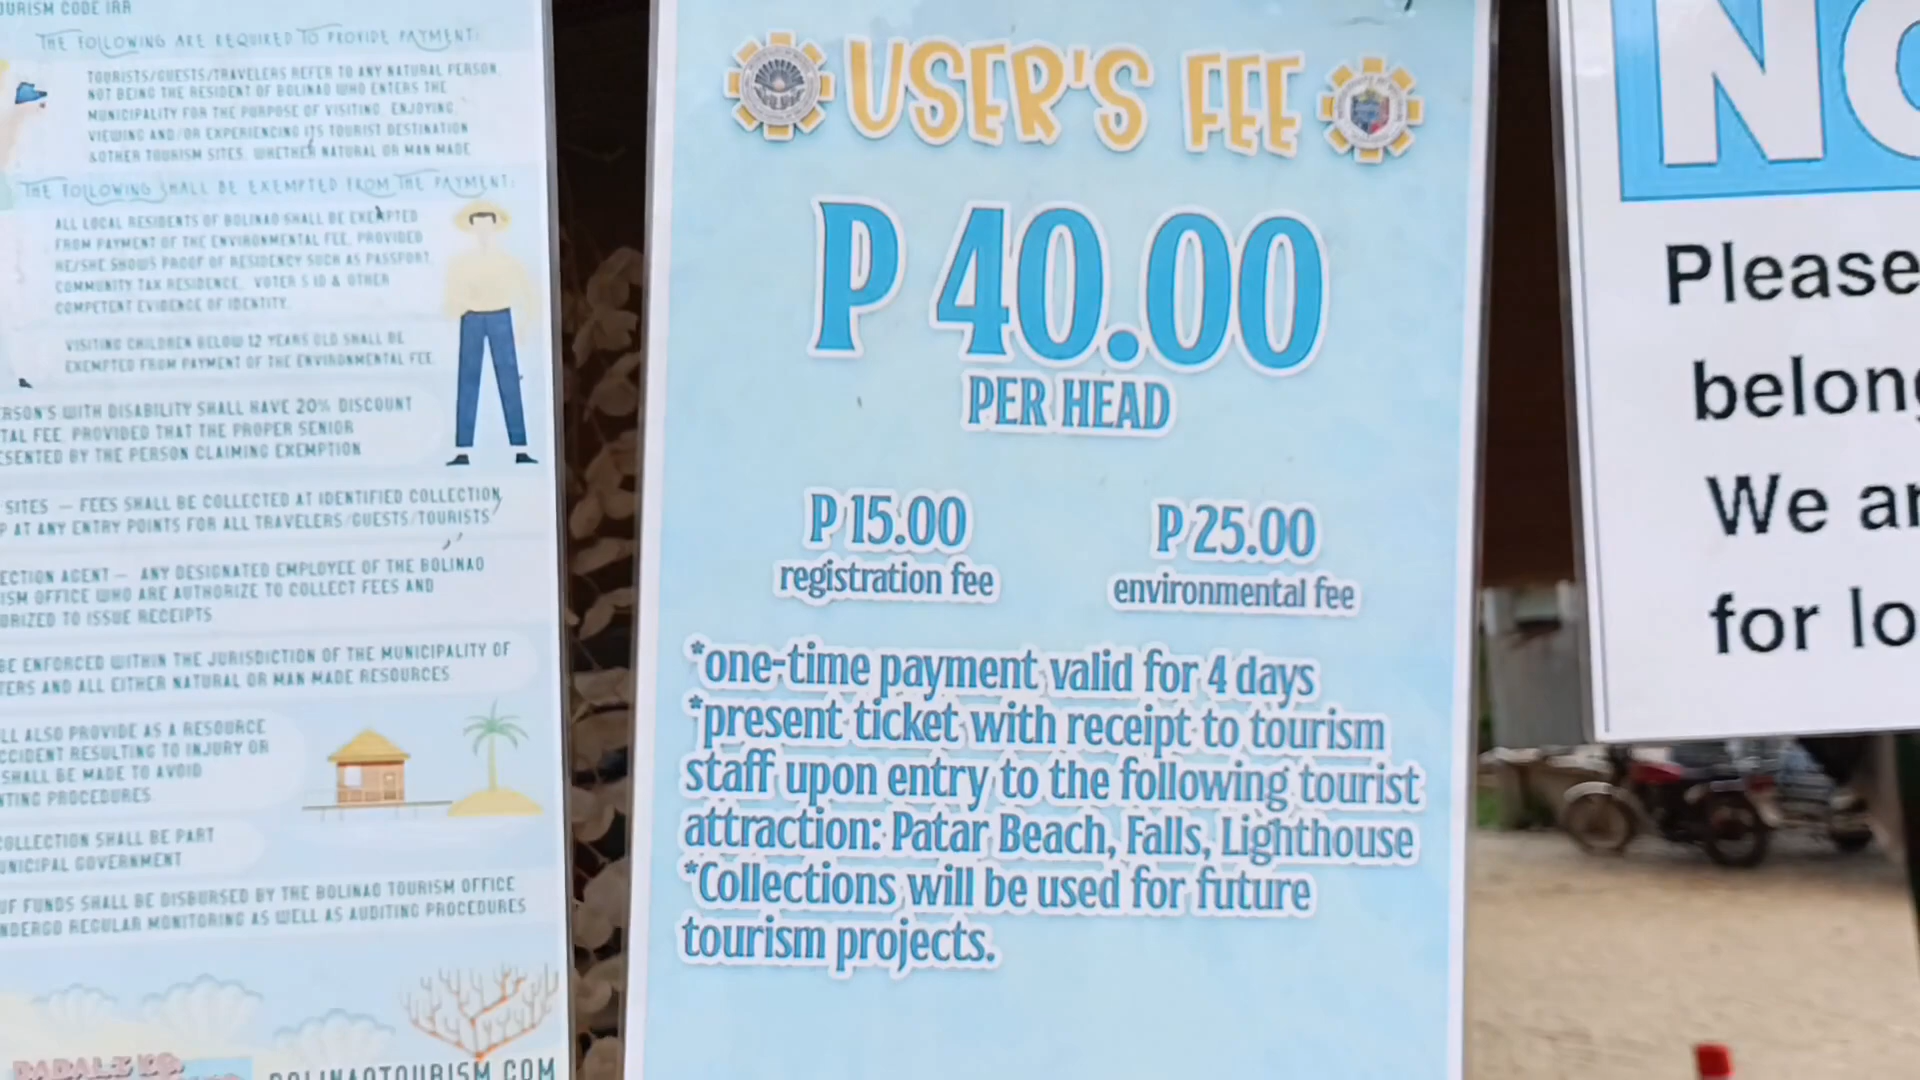 OURISM CODE IRR
THE FOLLOWING ARE REQUIRED TO PROVIDE PAYMENT:
TOURISTS/GUESTS/TRAVELERS REFER TO ANY NATURAL PERSON,
NOT BEING THE RESIDENT OF BOLINAO WHO ENTERS THE
MUNICIPALITY FOR THE PURPOSE OF VISITING, ENJOYING,
VIEWING AND/OR EXPERIENCING ITS TOURIST DESTINATION
&OTHER TOURISM SITES, WHETHER NATURAL OR MAN MADE
THE FOLLOWING SHALL BE EXEMPTED FROM THE PAYMENT:
ALL LOCAL RESIDENTS OF BOLINAO SHALL BE EXEMPTED
FROM PAYMENT OF THE ENVIRONMENTAL FEE, PROVIDED
HE/SHE SHOWS PROOF OF RESIDENCY SUCH AS PASSPORT,
COMMUNITY TAX RESIDENCE, VOTER'S ID & OTHER
COMPETENT EVIDENCE OF IDENTITY.
VISITING CHILDREN BELOW 12 YEARS OLD SHALL BE
EXEMPTED FROM PAYMENT OF THE ENVIRONMENTAL FEE
RSON'S WITH DISABILITY SHALL HAVE 20% DISCOUNT
TAL FEE, PROVIDED THAT THE PROPER SENIOR
ESENTED BY THE PERSON CLAIMING EXEMPTION
SITES — FEES SHALL BE COLLECTED AT IDENTIFIED COLLECTION
P AT ANY ENTRY POINTS FOR ALL TRAVELERS/GUESTS/TOURISTS
ECTION AGENT — ANY DESIGNATED EMPLOYEE OF THE BOLINAO
ISM OFFICE WHO ARE AUTHORIZE TO COLLECT FEES AND
ORIZED TO ISSUE RECEIPTS
BE ENFORCED WITHIN THE JURISDICTION OF THE MUNICIPALITY OF
TERS AND ALL EITHER NATURAL OR MAN MADE RESOURCES
LL ALSO PROVIDE AS A RESOURCE
CCIDENT RESULTING TO INJURY OR
SHALL BE MADE TO AVOID
NTING PROCEDURES
COLLECTION SHALL BE PART
UNICIPAL GOVERNMENT
OF FUNDS SHALL BE DISBURSED BY THE BOLINAO TOURISM OFFICE
NDERGO REGULAR MONITORING AS WELL AS AUDITING PROCEDURES
BOLINAOTOURISM.COM
USER'S FEE
P 40.00
PER HEAD
P 15.00 P 25.00
registration fee environmental fee
*one-time payment valid for 4 days
*present ticket with receipt to tourism
staff upon entry to the following tourist
attraction: Patar Beach, Falls, Lighthouse
*Collections will be used for future
tourism projects.
NO
Please
belong
We ar
for lo